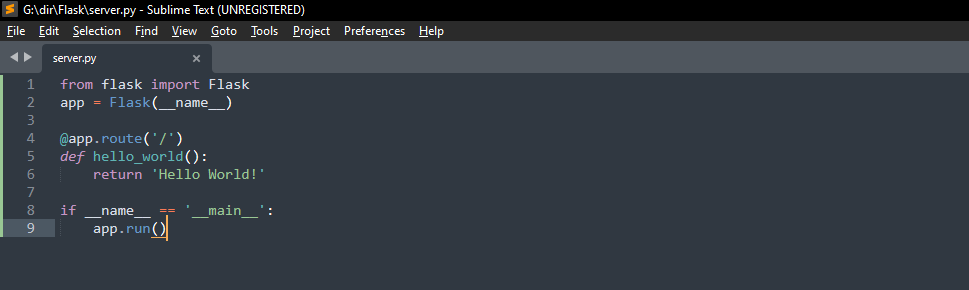 G:\dir\Flask\server.py - Sublime Text (UNREGISTERED)
File Edit Selection Find View Goto Tools Project Preferences Help
server.py ×
1 from flask import Flask
2 app = Flask(__name__)
3
4 @app.route('/')
5 def hello_world():
6     return 'Hello World!'
7
8 if __name__ == '__main__':
9     app.run()